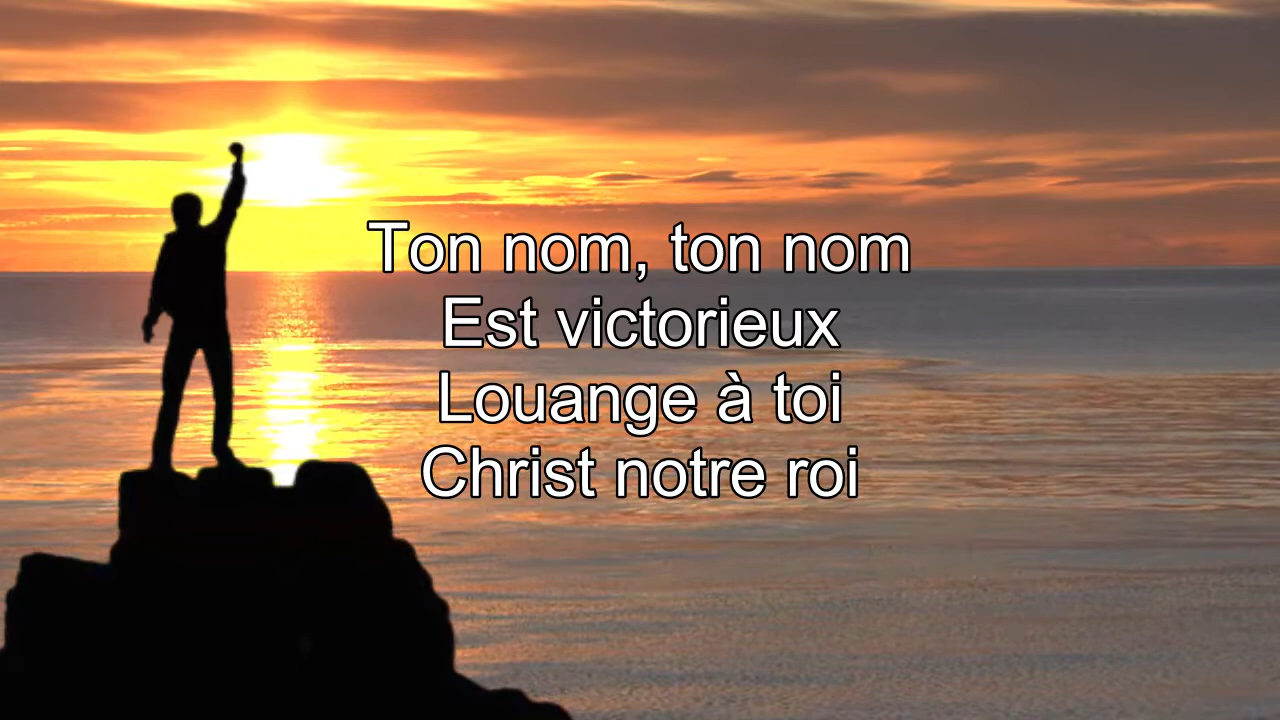 Ton nom, ton nom
Est victorieux
Louange à toi
Christ notre roi